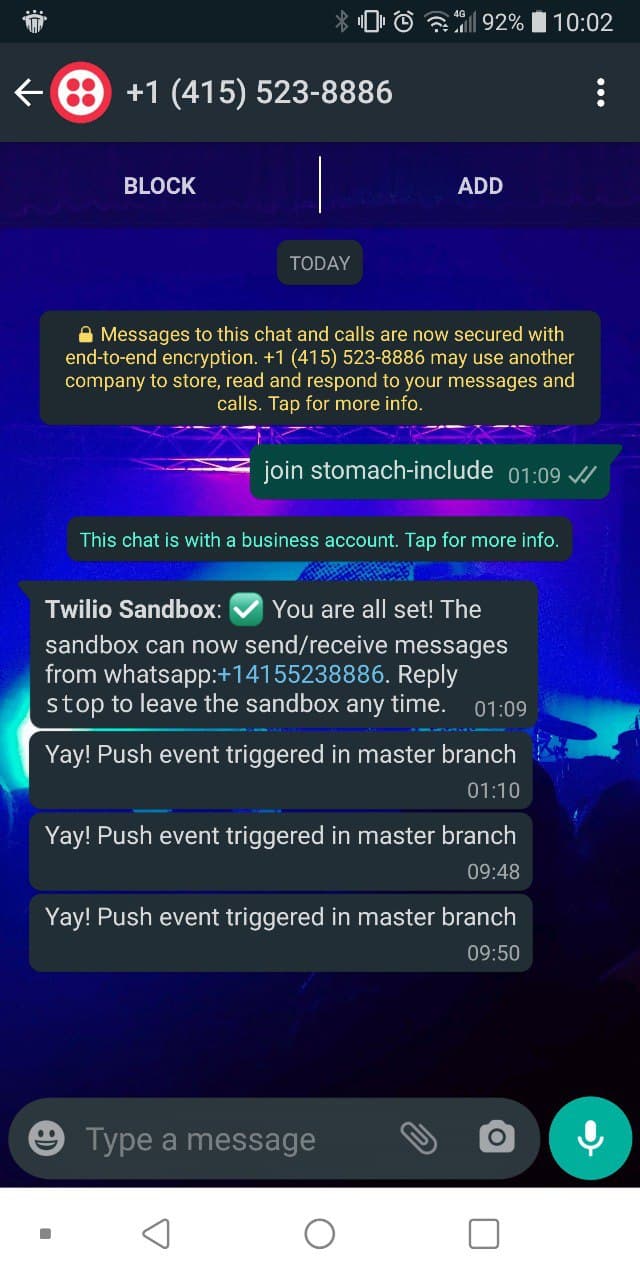 4G 92% 10:02
+1 (415) 523-8886
BLOCK ADD
TODAY
Messages to this chat and calls are now secured with
end-to-end encryption. +1 (415) 523-8886 may use another
company to store, read and respond to your messages and
calls. Tap for more info.
join stomach-include 01:09
This chat is with a business account. Tap for more info.
Twilio Sandbox: ✅ You are all set! The
sandbox can now send/receive messages
from whatsapp:+14155238886. Reply
stop to leave the sandbox any time. 01:09
Yay! Push event triggered in master branch
01:10
Yay! Push event triggered in master branch
09:48
Yay! Push event triggered in master branch
09:50
Type a message